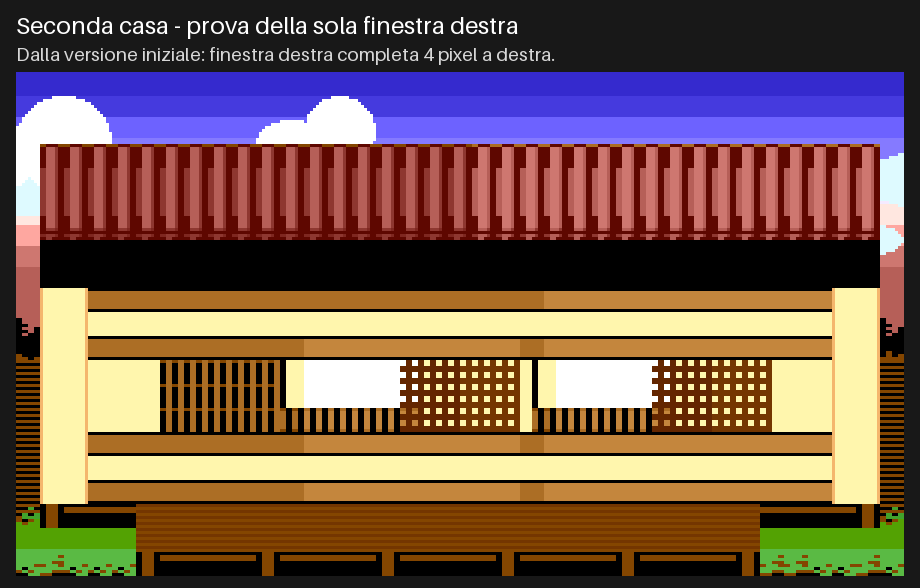 Seconda casa - prova della sola finestra destra
Dalla versione iniziale: finestra destra completa 4 pixel a destra.